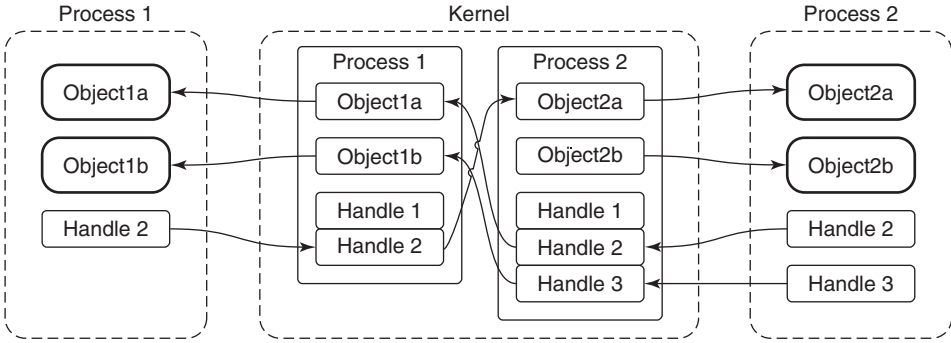 Process 1
Kernel
Process 2
Process 1
Process 2
Object1a
Object1a
Object2a
Object2a
Object1b
Object1b
Object2b
Object2b
Handle 1
Handle 1
Handle 2
Handle 2
Handle 2
Handle 2
Handle 3
Handle 3